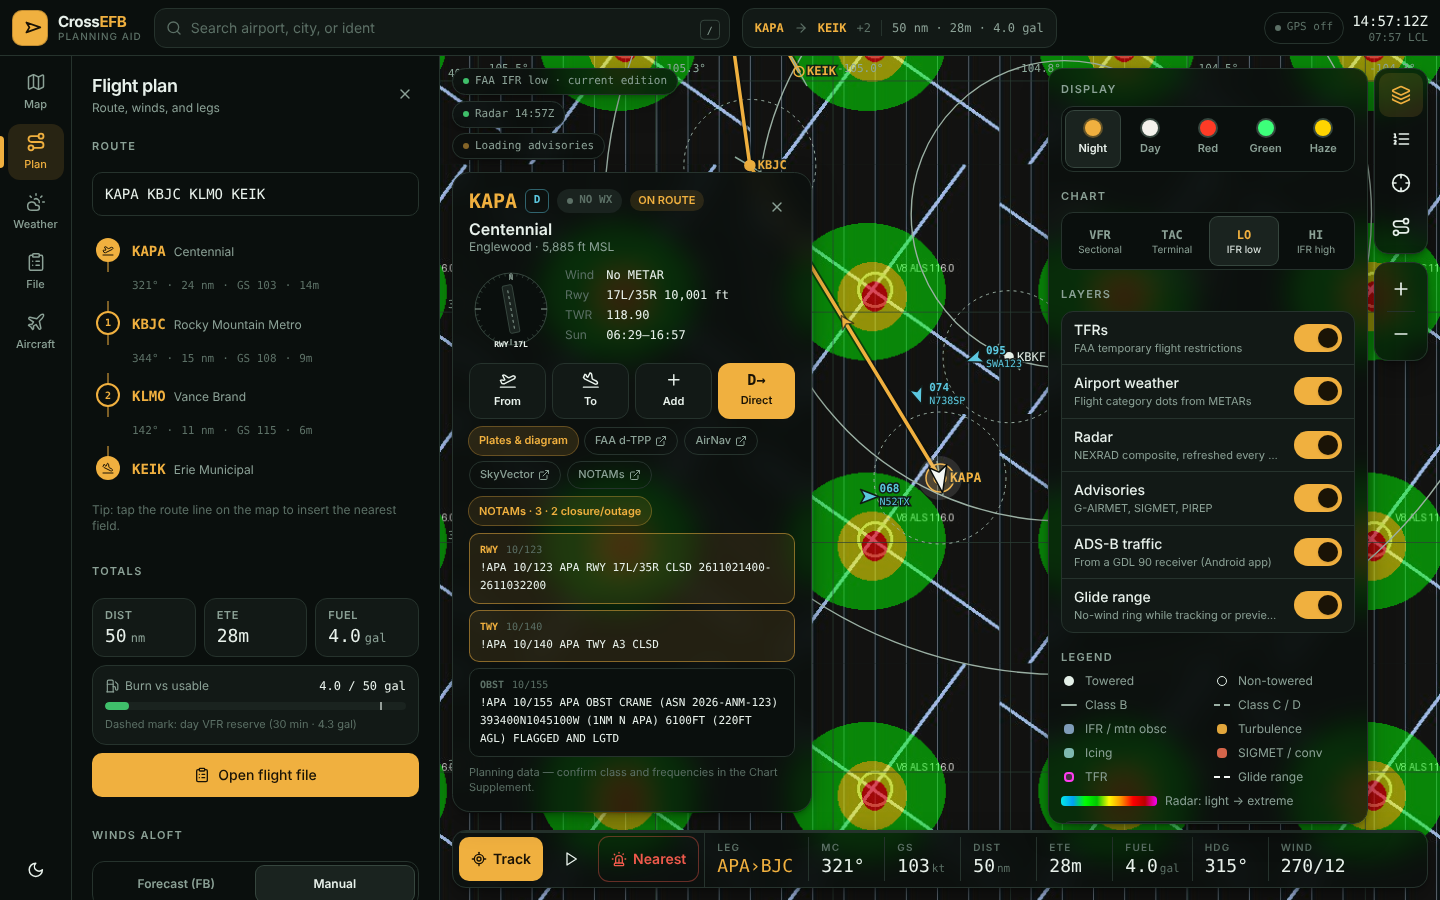 CrossEFB
PLANNING AID
Search airport, city, or ident
/
KAPA → KEIK +2 50 nm · 28m · 4.0 gal
GPS off
14:57:12Z
07:57 LCL
Map
Plan
Weather
File
Aircraft
Flight plan
Route, winds, and legs
ROUTE
KAPA KBJC KLMO KEIK
KAPA Centennial
321° · 24 nm · GS 103 · 14m
1 KBJC Rocky Mountain Metro
344° · 15 nm · GS 108 · 9m
2 KLMO Vance Brand
142° · 11 nm · GS 115 · 6m
KEIK Erie Municipal
Tip: tap the route line on the map to insert the nearest
field.
TOTALS
DIST
50 nm
ETE
28m
FUEL
4.0 gal
Burn vs usable 4.0 / 50 gal
Dashed mark: day VFR reserve (30 min · 4.3 gal)
Open flight file
WINDS ALOFT
Forecast (FB) Manual
FAA IFR low · current edition
Radar 14:57Z
Loading advisories
105.3°
104.8°
KEIK
KBJC
KAPA D NO WX ON ROUTE
Centennial
Englewood · 5,885 ft MSL
N
RWY 17L
Wind No METAR
Rwy 17L/35R 10,001 ft
TWR 118.90
Sun 06:29–16:57
From
To
Add
D→
Direct
Plates & diagram
FAA d-TPP
AirNav
SkyVector
NOTAMs
NOTAMs · 3 · 2 closure/outage
RWY 10/123
!APA 10/123 APA RWY 17L/35R CLSD 2611021400-
2611032200
TWY 10/140
!APA 10/140 APA TWY A3 CLSD
OBST 10/155
!APA 10/155 APA OBST CRANE (ASN 2026-ANM-123)
393400N1045100W (1NM N APA) 6100FT (220FT
AGL) FLAGGED AND LGTD
Planning data — confirm class and frequencies in the Chart
Supplement.
V8 ALS 116.0
095
SWA123
KBKF
074
N738SP
KAPA
068
N52TX
V8 ALS 116.0
V8 ALS 116.0
DISPLAY
Night
Day
Red
Green
Haze
CHART
VFR
Sectional
TAC
Terminal
LO
IFR low
HI
IFR high
LAYERS
TFRs
FAA temporary flight restrictions
Airport weather
Flight category dots from METARs
Radar
NEXRAD composite, refreshed every ...
Advisories
G-AIRMET, SIGMET, PIREP
ADS-B traffic
From a GDL 90 receiver (Android app)
Glide range
No-wind ring while tracking or previe...
LEGEND
Towered
Non-towered
Class B
Class C / D
IFR / mtn obsc
Turbulence
Icing
SIGMET / conv
TFR
Glide range
Radar: light → extreme
Track
Nearest
LEG
APA›BJC
MC
321°
GS
103 kt
DIST
50 nm
ETE
28m
FUEL
4.0 gal
HDG
315°
WIND
270/12